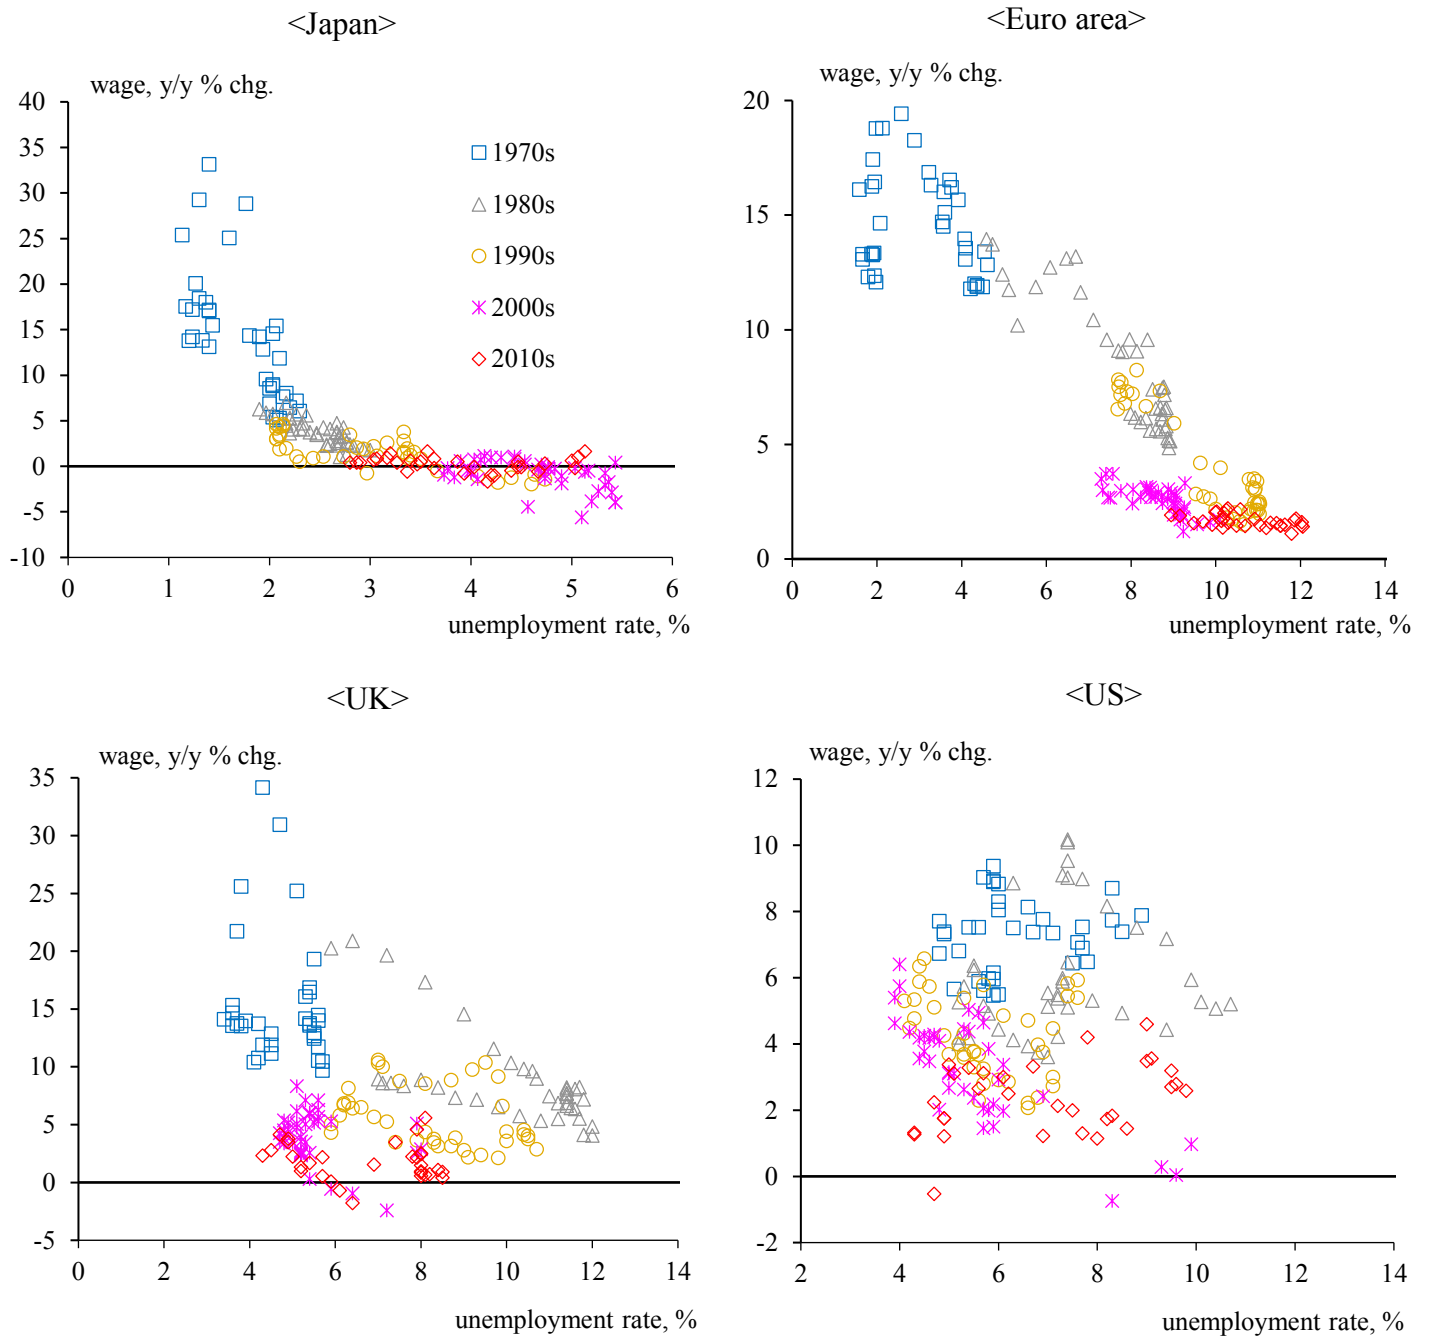 <Japan>
wage, y/y % chg.
40
35
30
25
20
15
10
5
0
-5
-10
0 1 2 3 4 5 6
unemployment rate, %
1970s
1980s
1990s
2000s
2010s
<Euro area>
wage, y/y % chg.
20
15
10
5
0
0 2 4 6 8 10 12 14
unemployment rate, %
<UK>
wage, y/y % chg.
35
30
25
20
15
10
5
0
-5
0 2 4 6 8 10 12 14
unemployment rate, %
<US>
wage, y/y % chg.
12
10
8
6
4
2
0
-2
2 4 6 8 10 12 14
unemployment rate, %